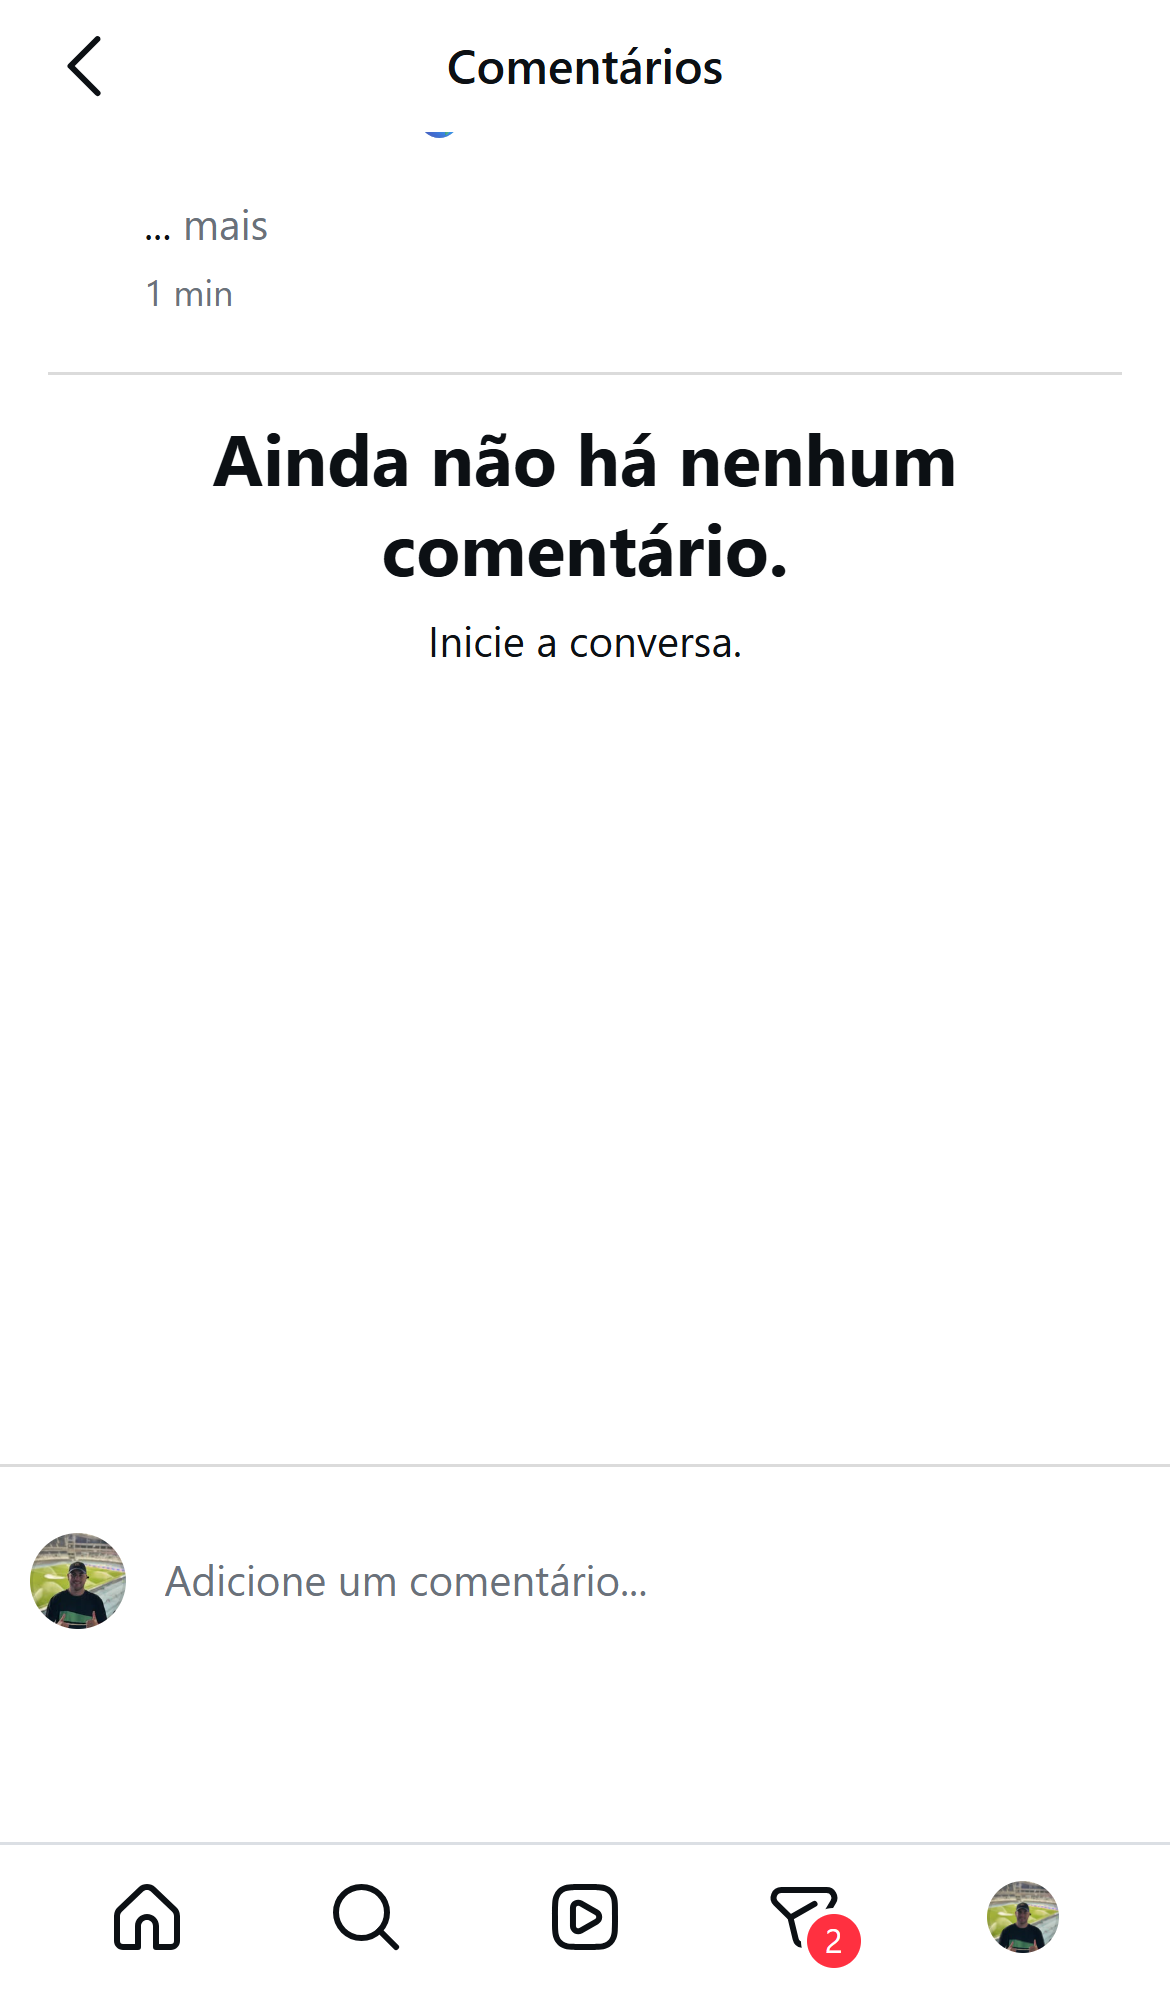 Comentários
... mais
1 min
Ainda não há nenhum
comentário.
Inicie a conversa.
Adicione um comentário...
2